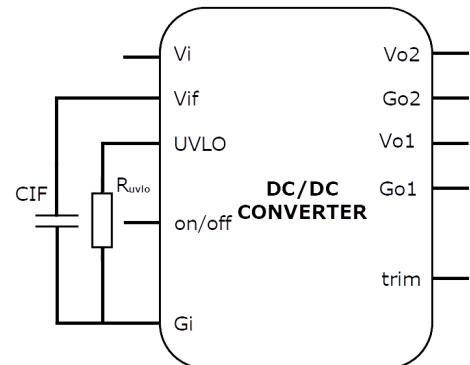 Vi
Vo2
Vif
Go2
UVLO
Vo1
CIF
Ruvlo
DC/DC
CONVERTER
Go1
on/off
trim
Gi